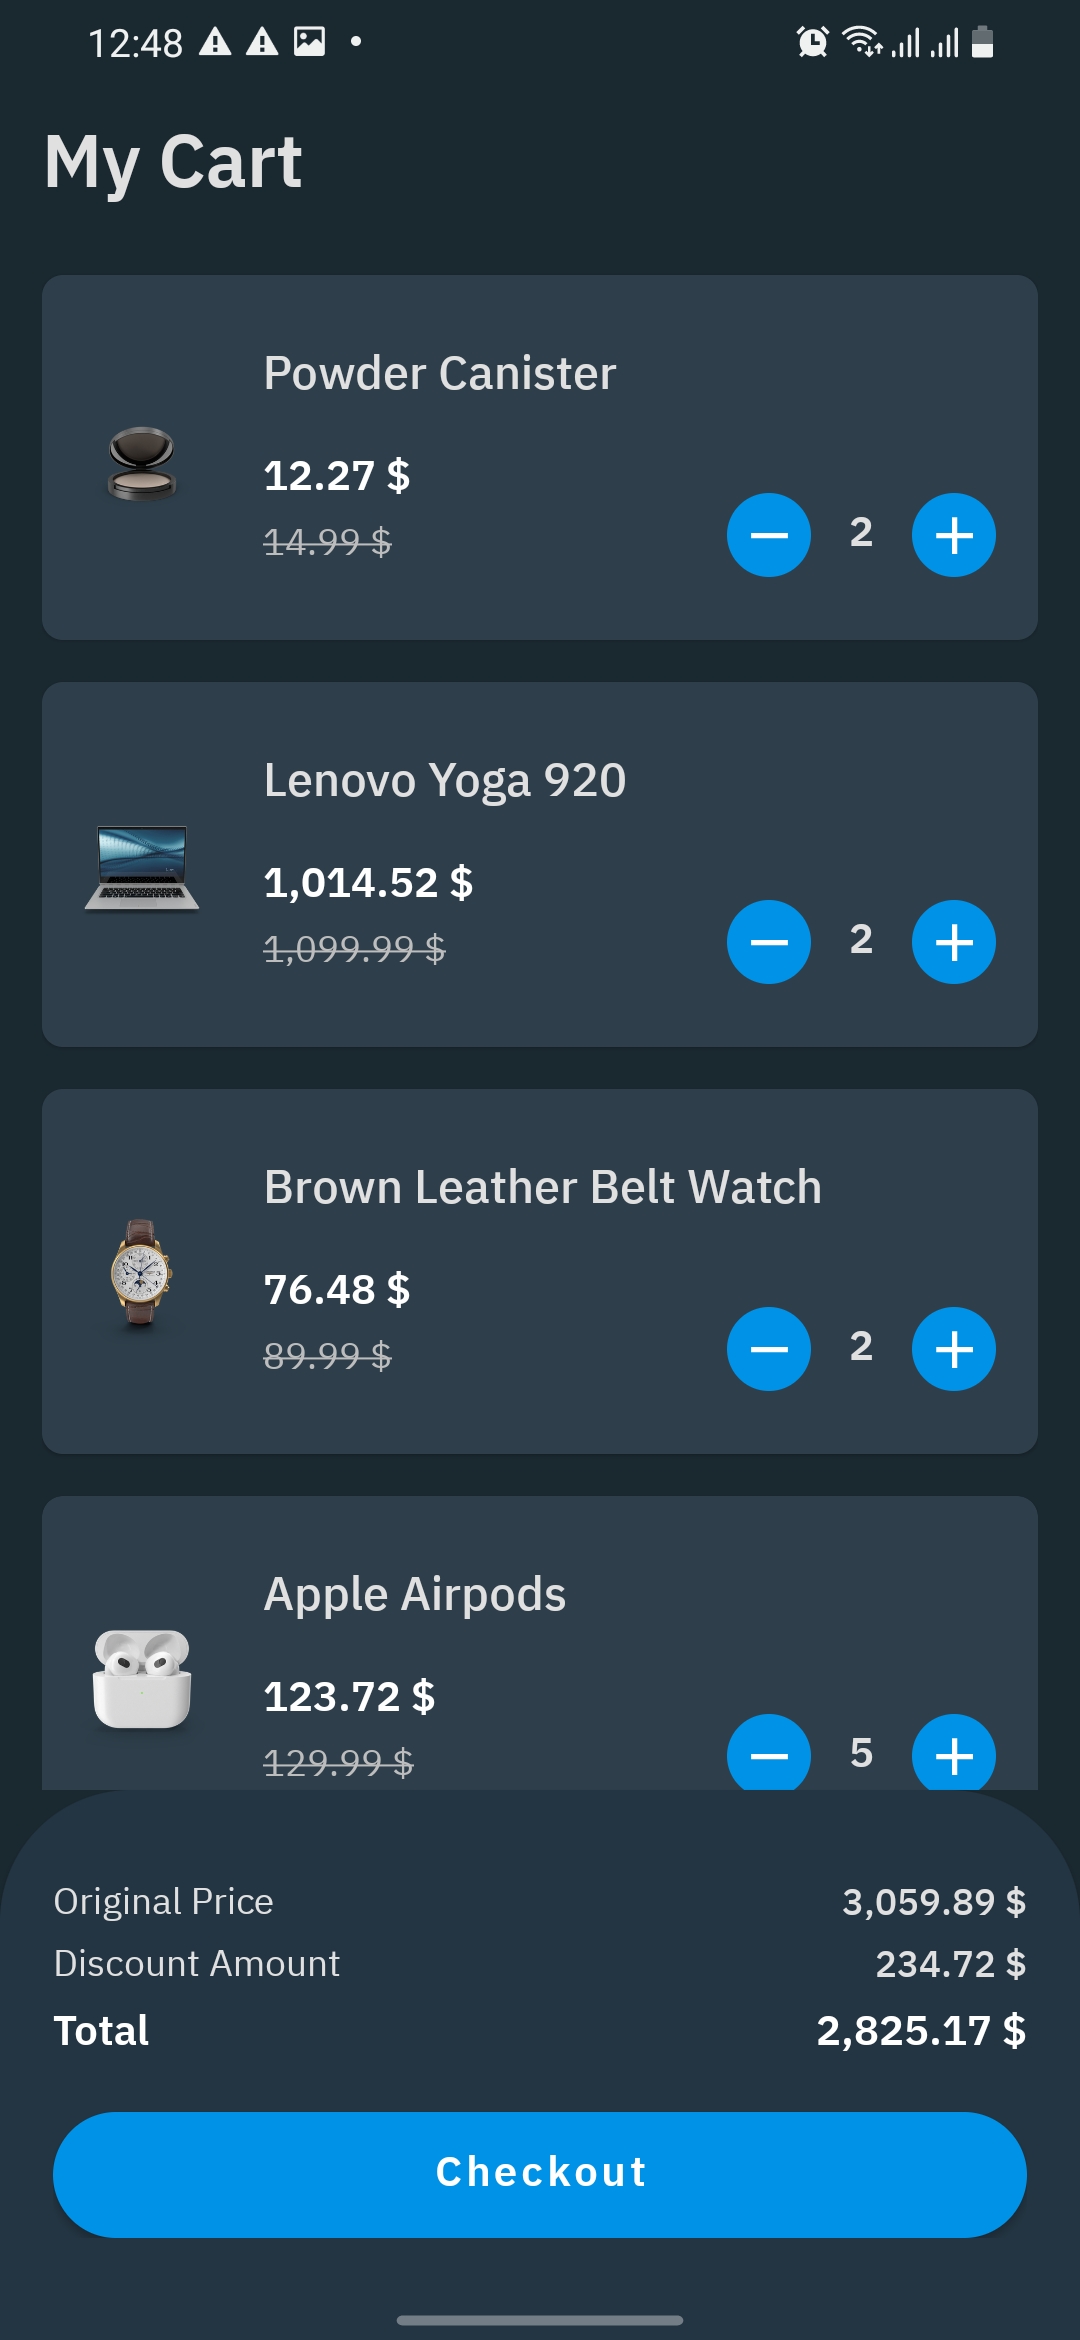 12:48
My Cart
Powder Canister
12.27 $
14.99 $
2
Lenovo Yoga 920
1,014.52 $
1,099.99 $
2
Brown Leather Belt Watch
76.48 $
89.99 $
2
Apple Airpods
123.72 $
129.99 $
5
Original Price 3,059.89 $
Discount Amount 234.72 $
Total 2,825.17 $
Checkout